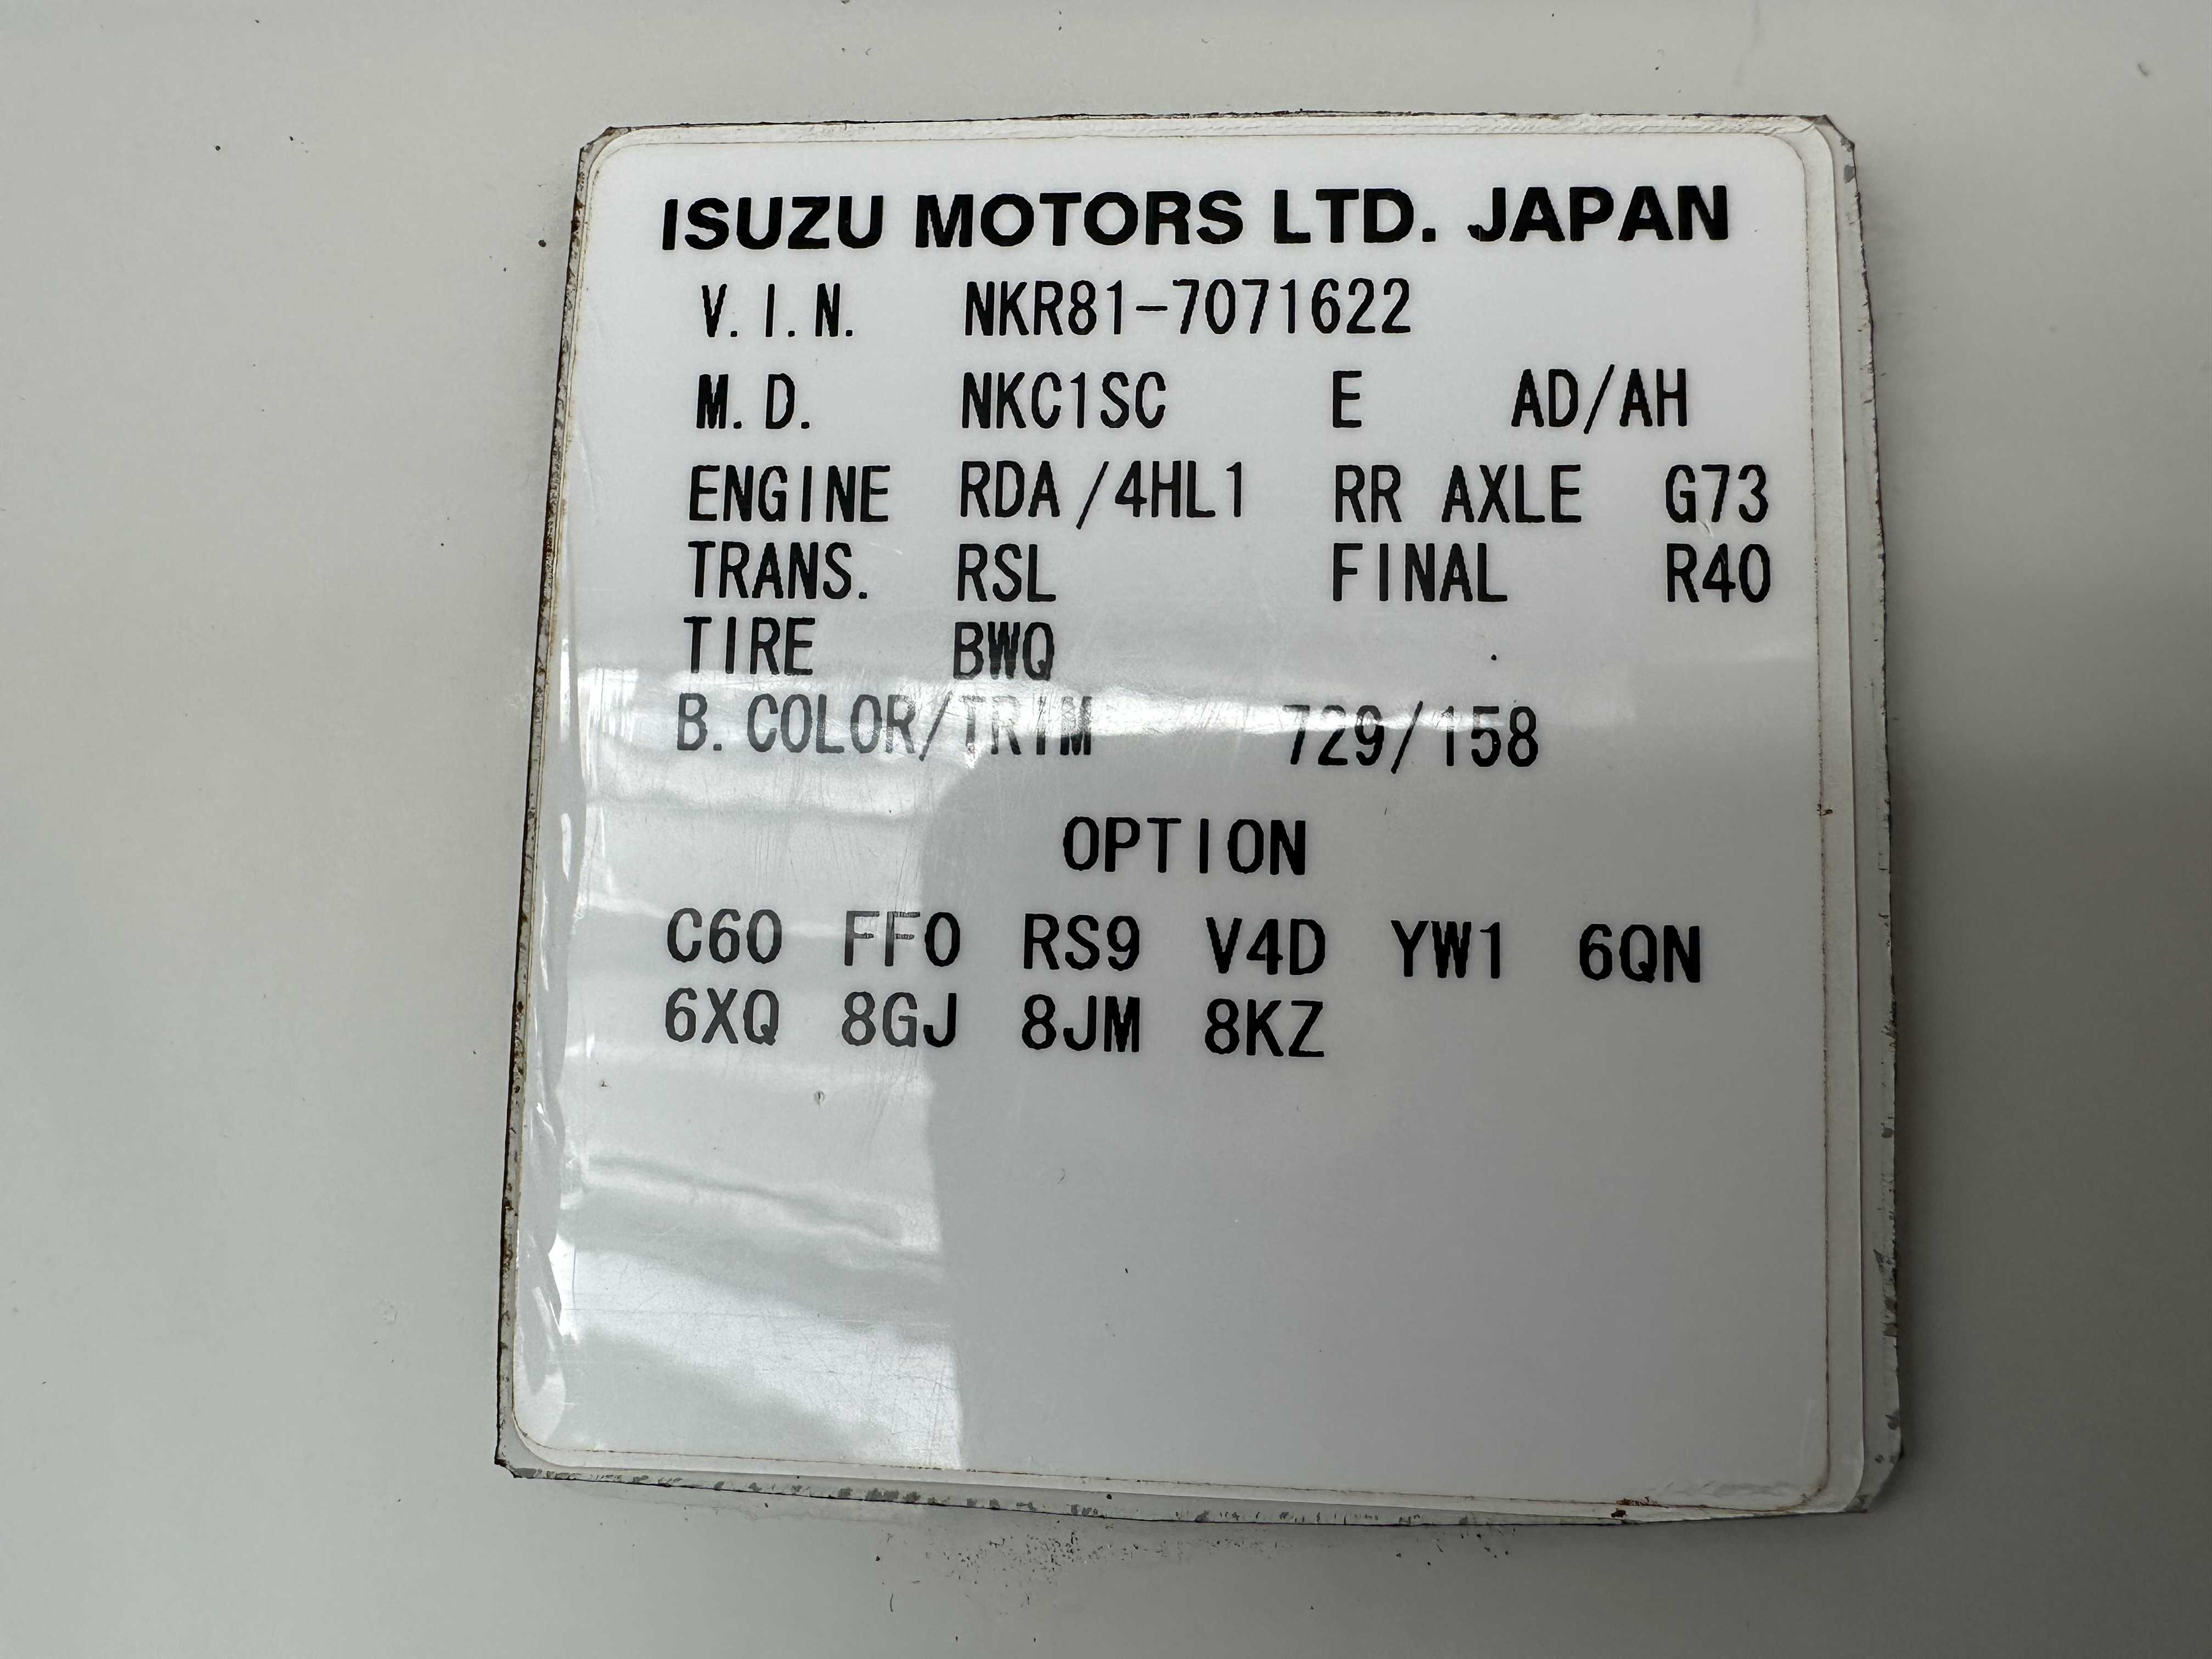 ISUZU MOTORS LTD. JAPAN
V.I.N. NKR81-7071622
M.D. NKC1SC E AD/AH
ENGINE RDA/4HL1 RR AXLE G73
TRANS. RSL FINAL R40
TIRE BWQ
B.COLOR/TRIM 729/158
OPTION
C60 FF0 RS9 V4D YW1 6QN
6XQ 8GJ 8JM 8KZ